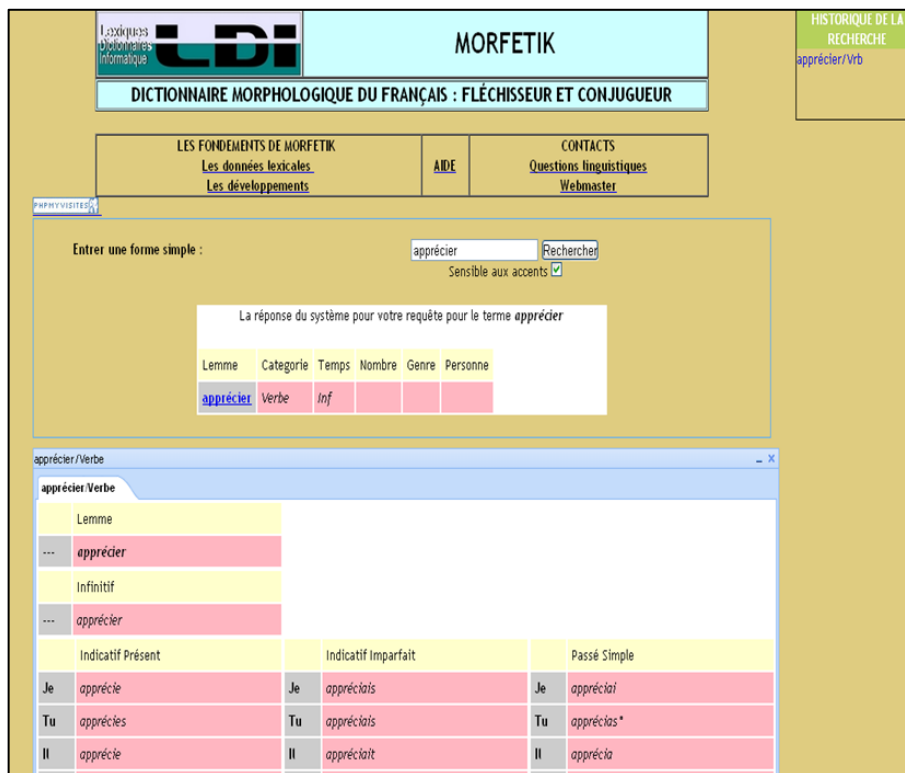 Lexiques
Dictionnaires
Informatique
LDI
MORFETIK
DICTIONNAIRE MORPHOLOGIQUE DU FRANÇAIS : FLÉCHISSEUR ET CONJUGUEUR
HISTORIQUE DE LA
RECHERCHE
apprécier/Vrb
LES FONDEMENTS DE MORFETIK
Les données lexicales
Les développements
AIDE
CONTACTS
Questions linguistiques
Webmaster
PHPMYVISITES
Entrer une forme simple : apprécier Rechercher
Sensible aux accents
La réponse du système pour votre requête pour le terme apprécier
Lemme Categorie Temps Nombre Genre Personne
apprécier Verbe Inf
apprécier/Verbe
apprécier/Verbe
Lemme
--- apprécier
Infinitif
--- apprécier
Indicatif Présent Indicatif Imparfait Passé Simple
Je apprécie Je appréciais Je appréciai
Tu apprécies Tu appréciais Tu apprécias*
Il apprécie Il appréciait Il apprécia